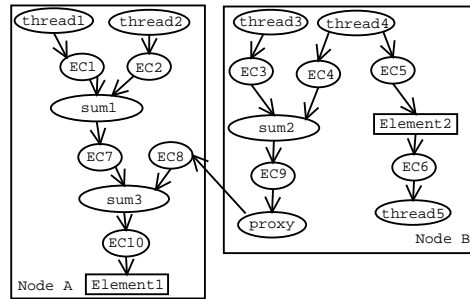 thread1 thread2
EC1 EC2
sum1
EC7 EC8
sum3
EC10
Node A Element1
thread3 thread4
EC3 EC4 EC5
sum2 Element2
EC9 EC6
proxy thread5
Node B